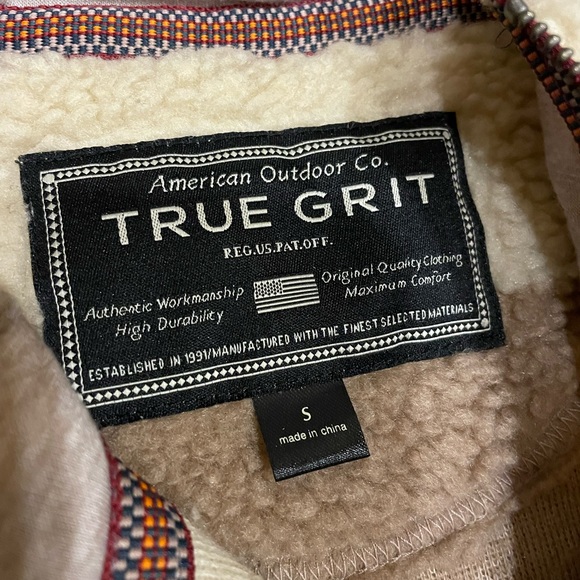 American Outdoor Co.
TRUE GRIT
REG.US.PAT.OFF.
Authentic Workmanship
High Durability
Original Quality Clothing
Maximum Comfort
ESTABLISHED IN 1991/MANUFACTURED WITH THE FINEST SELECTED MATERIALS
S
made in china